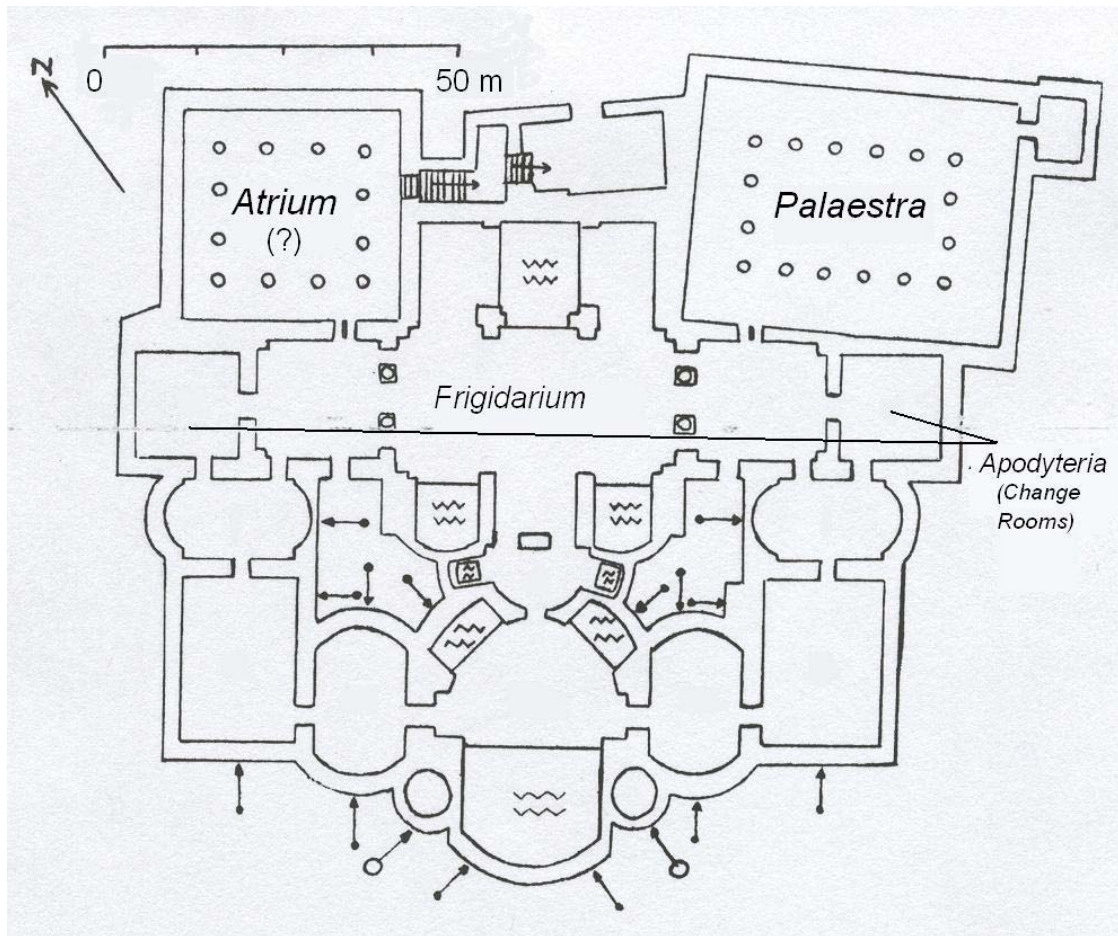 0 50 m
N
Atrium
(?)
Palaestra
Frigidarium
Apodyteria
(Change
Rooms)